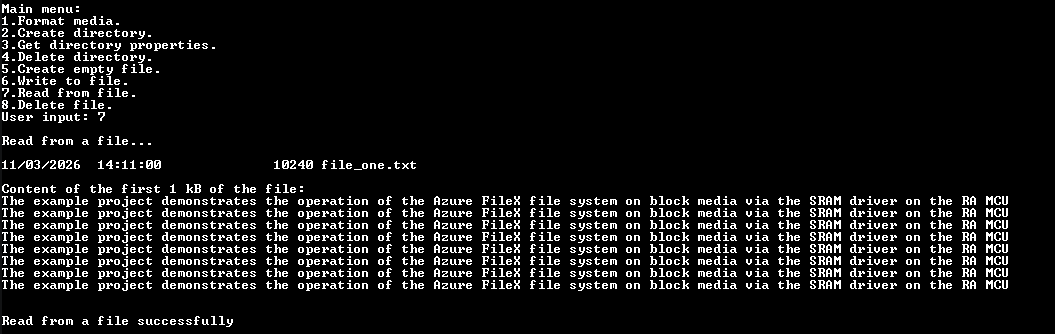 Main menu:
1.Format media.
2.Create directory.
3.Get directory properties.
4.Delete directory.
5.Create empty file.
6.Write to file.
7.Read from file.
8.Delete file.
User input: 7
Read from a file...
11/03/2026  14:11:00              10240 file_one.txt
Content of the first 1 kB of the file:
The example project demonstrates the operation of the Azure FileX file system on block media via the SRAM driver on the RA MCU
The example project demonstrates the operation of the Azure FileX file system on block media via the SRAM driver on the RA MCU
The example project demonstrates the operation of the Azure FileX file system on block media via the SRAM driver on the RA MCU
The example project demonstrates the operation of the Azure FileX file system on block media via the SRAM driver on the RA MCU
The example project demonstrates the operation of the Azure FileX file system on block media via the SRAM driver on the RA MCU
The example project demonstrates the operation of the Azure FileX file system on block media via the SRAM driver on the RA MCU
The example project demonstrates the operation of the Azure FileX file system on block media via the SRAM driver on the RA MCU
The example project demonstrates the operation of the Azure FileX file system on block media via the SRAM driver on the RA MCU
Read from a file successfully